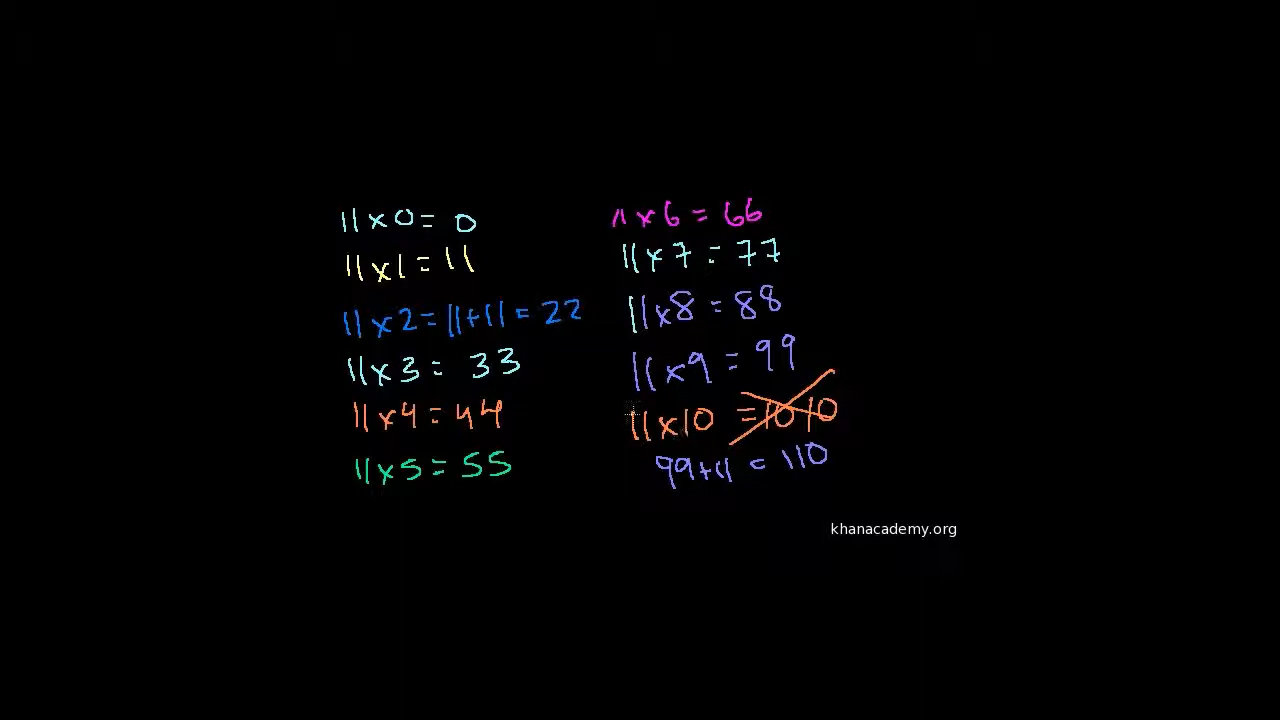 11x0=0
11x1=11
11x2=11+11=22
11x3=33
11x4=44
11x5=55
11x6=66
11x7=77
11x8=88
11x9=99
11x10=1010
99+11=110
khanacademy.org